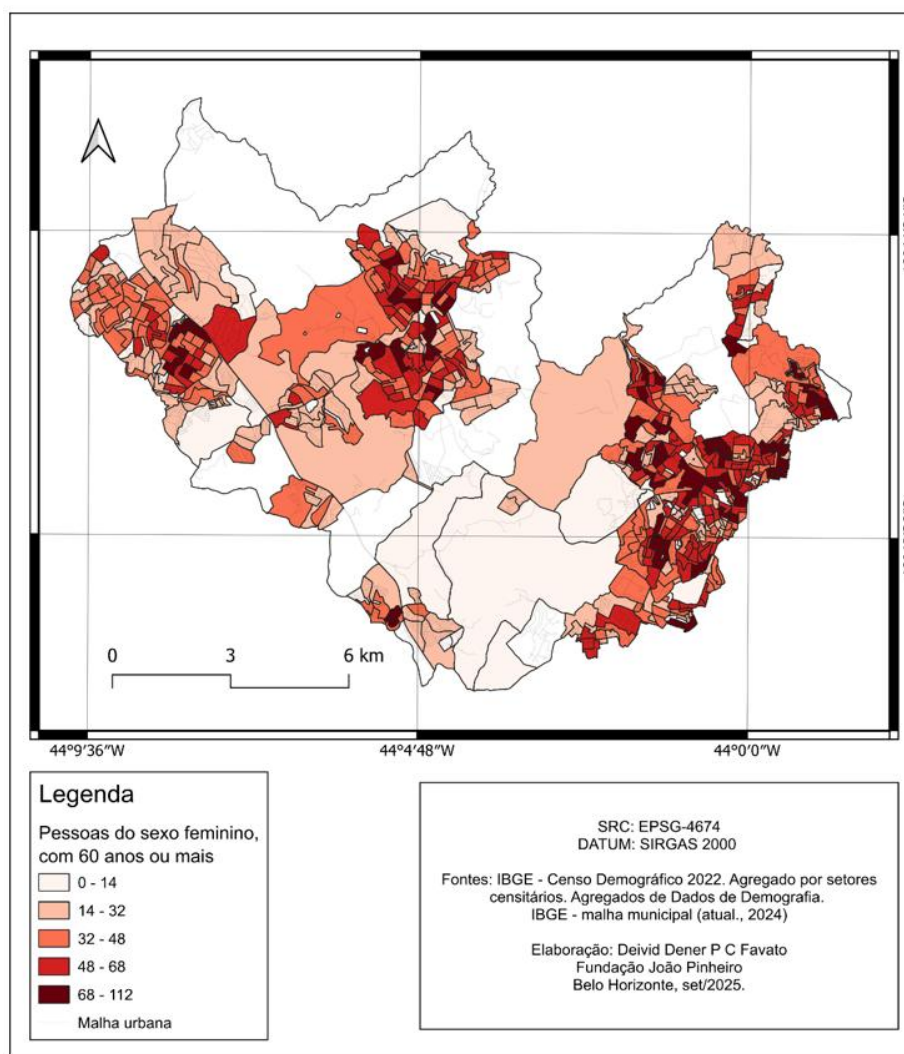 0 3 6 km
44°9'36"W 44°4'48"W 44°0'0"W
Legenda
Pessoas do sexo feminino,
com 60 anos ou mais
0 - 14
14 - 32
32 - 48
48 - 68
68 - 112
Malha urbana
SRC: EPSG-4674
DATUM: SIRGAS 2000
Fontes: IBGE - Censo Demográfico 2022. Agregado por setores
censitários. Agregados de Dados de Demografia.
IBGE - malha municipal (atual., 2024)
Elaboração: Deivid Dener P C Favato
Fundação João Pinheiro
Belo Horizonte, set/2025.